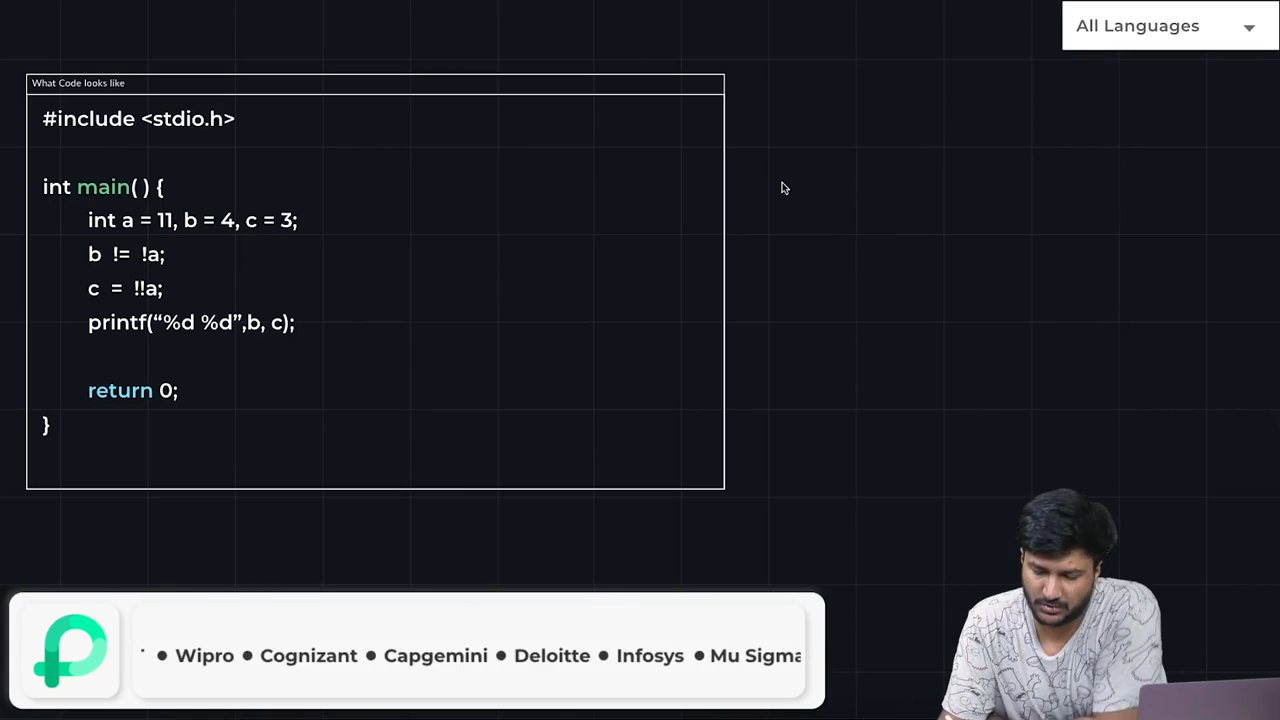 All Languages
What Code looks like
#include <stdio.h>
int main( ) {
int a = 11, b = 4, c = 3;
b != !a;
c = !!a;
printf(“%d %d”,b, c);
return 0;
}
• Wipro • Cognizant • Capgemini • Deloitte • Infosys • Mu Sigma